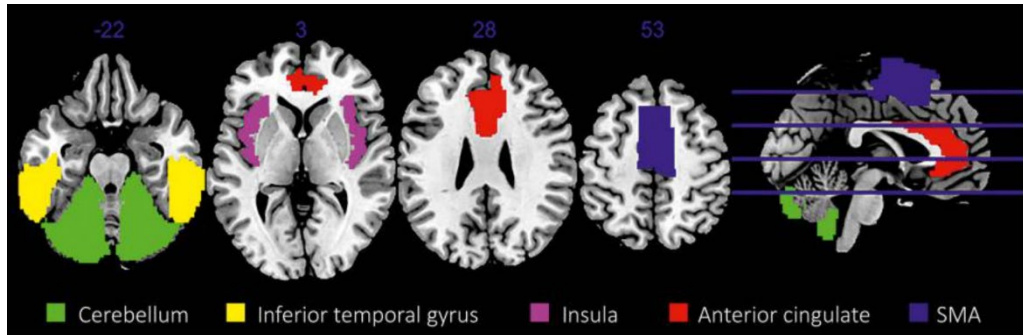 -22 3 28 53
Cerebellum Inferior temporal gyrus Insula Anterior cingulate SMA